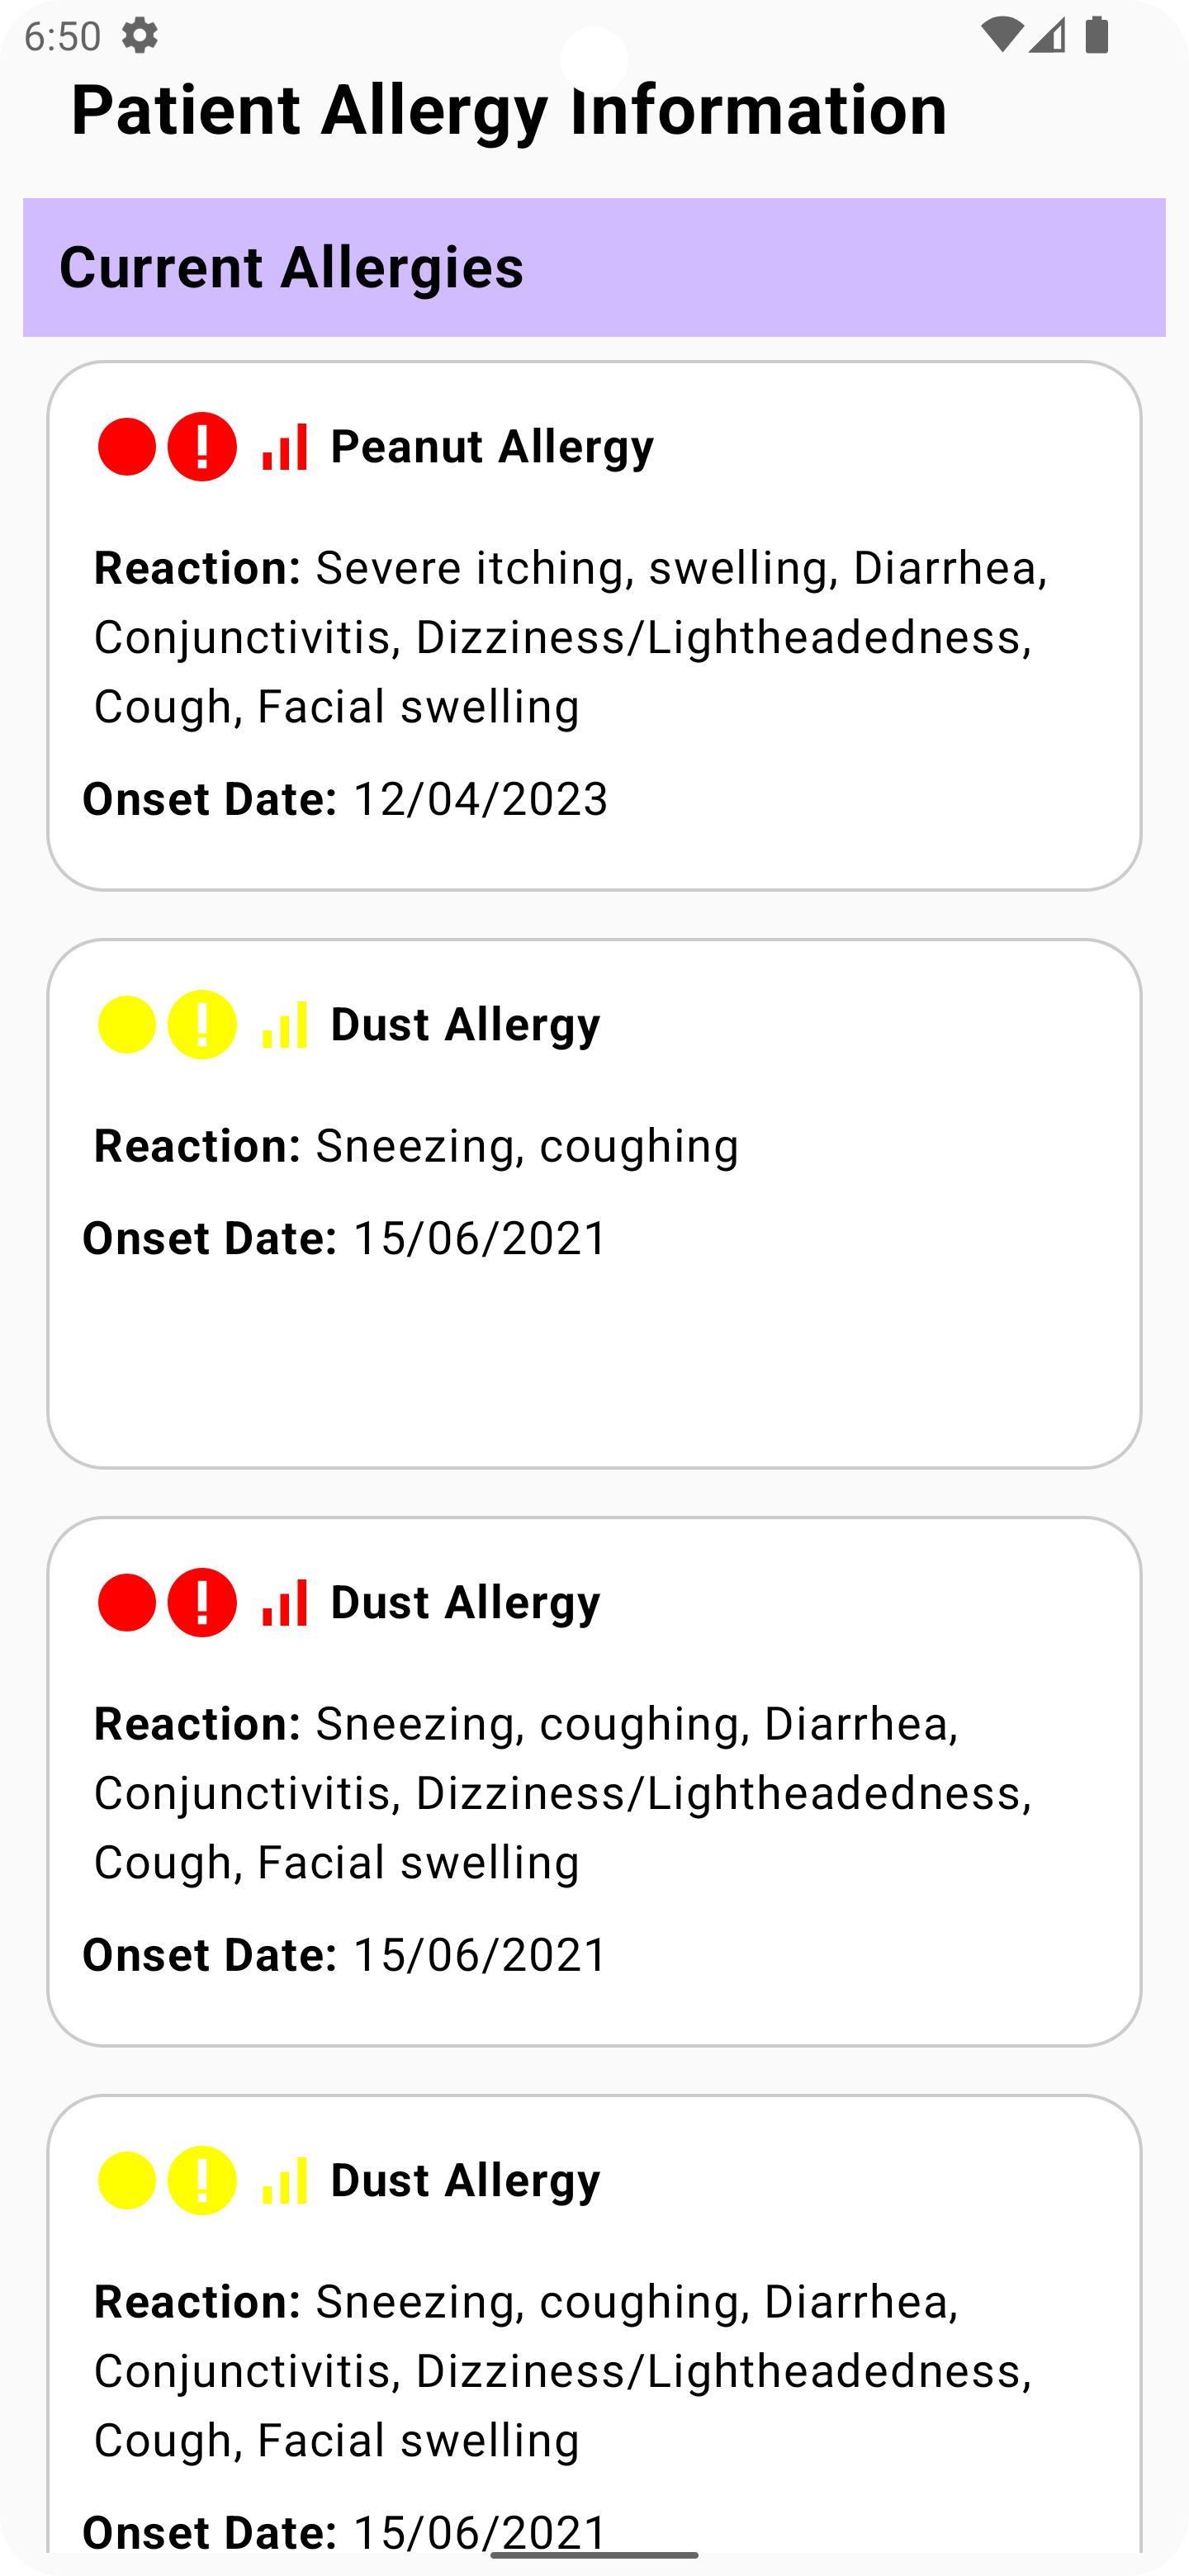 6:50
Patient Allergy Information
Current Allergies
Peanut Allergy
Reaction: Severe itching, swelling, Diarrhea,
Conjunctivitis, Dizziness/Lightheadedness,
Cough, Facial swelling
Onset Date: 12/04/2023
Dust Allergy
Reaction: Sneezing, coughing
Onset Date: 15/06/2021
Dust Allergy
Reaction: Sneezing, coughing, Diarrhea,
Conjunctivitis, Dizziness/Lightheadedness,
Cough, Facial swelling
Onset Date: 15/06/2021
Dust Allergy
Reaction: Sneezing, coughing, Diarrhea,
Conjunctivitis, Dizziness/Lightheadedness,
Cough, Facial swelling
Onset Date: 15/06/2021